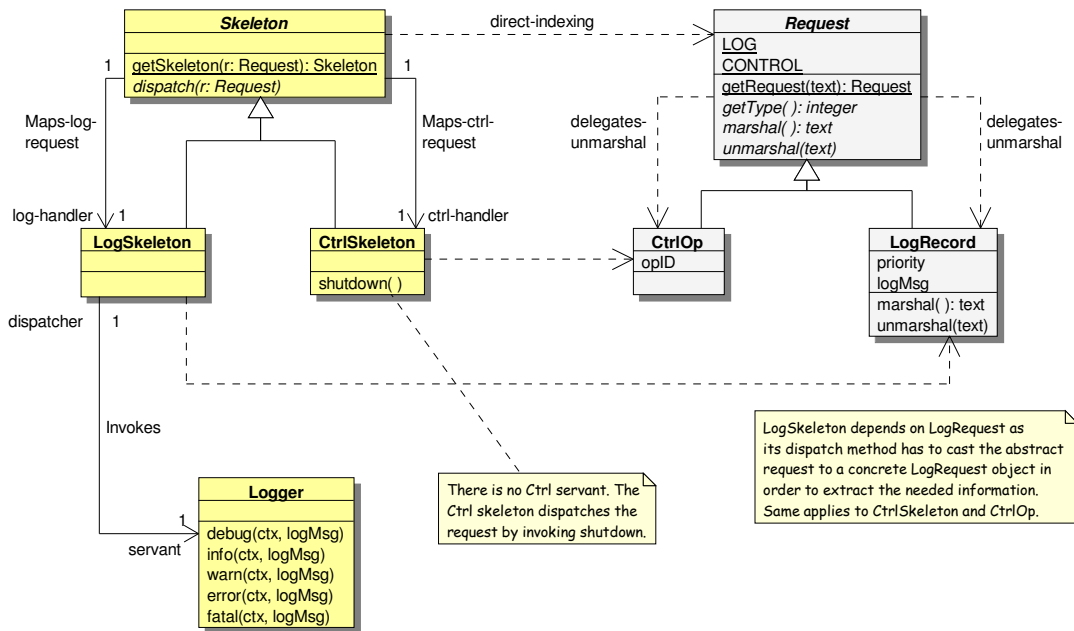 Skeleton
getSkeleton(r: Request): Skeleton
dispatch(r: Request)
direct-indexing
Request
LOG
CONTROL
getRequest(text): Request
getType( ): integer
marshal( ): text
unmarshal(text)
1
1
Maps-log-
request
Maps-ctrl-
request
delegates-
unmarshal
delegates-
unmarshal
log-handler
1
1
ctrl-handler
LogSkeleton
CtrlSkeleton
shutdown( )
CtrlOp
opID
LogRecord
priority
logMsg
marshal( ): text
unmarshal(text)
dispatcher
1
Invokes
1
servant
Logger
debug(ctx, logMsg)
info(ctx, logMsg)
warn(ctx, logMsg)
error(ctx, logMsg)
fatal(ctx, logMsg)
There is no Ctrl servant. The
Ctrl skeleton dispatches the
request by invoking shutdown.
LogSkeleton depends on LogRequest as
its dispatch method has to cast the abstract
request to a concrete LogRequest object in
order to extract the needed information.
Same applies to CtrlSkeleton and CtrlOp.